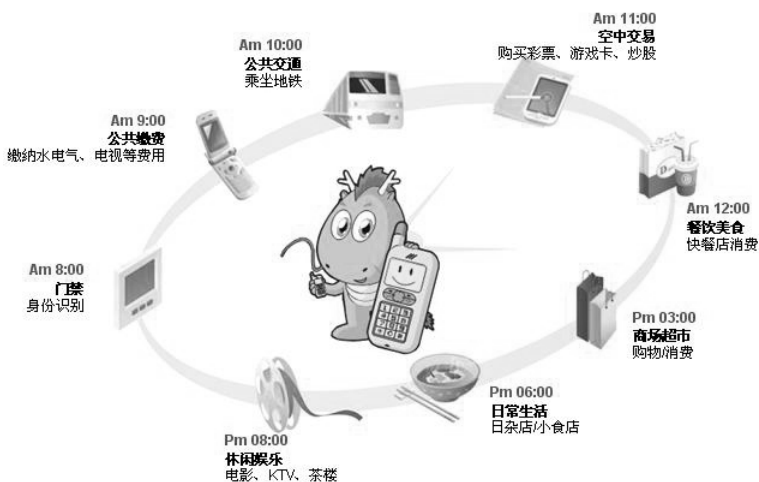 Am 8:00
门禁
身份识别
Am 9:00
公共缴费
缴纳水电气、电视等费用
Am 10:00
公共交通
乘坐地铁
Am 11:00
空中交易
购买彩票、游戏卡、炒股
Am 12:00
餐饮美食
快餐店消费
Pm 03:00
商场超市
购物/消费
Pm 06:00
日常生活
日杂店/小食店
Pm 08:00
休闲娱乐
电影、KTV、茶楼